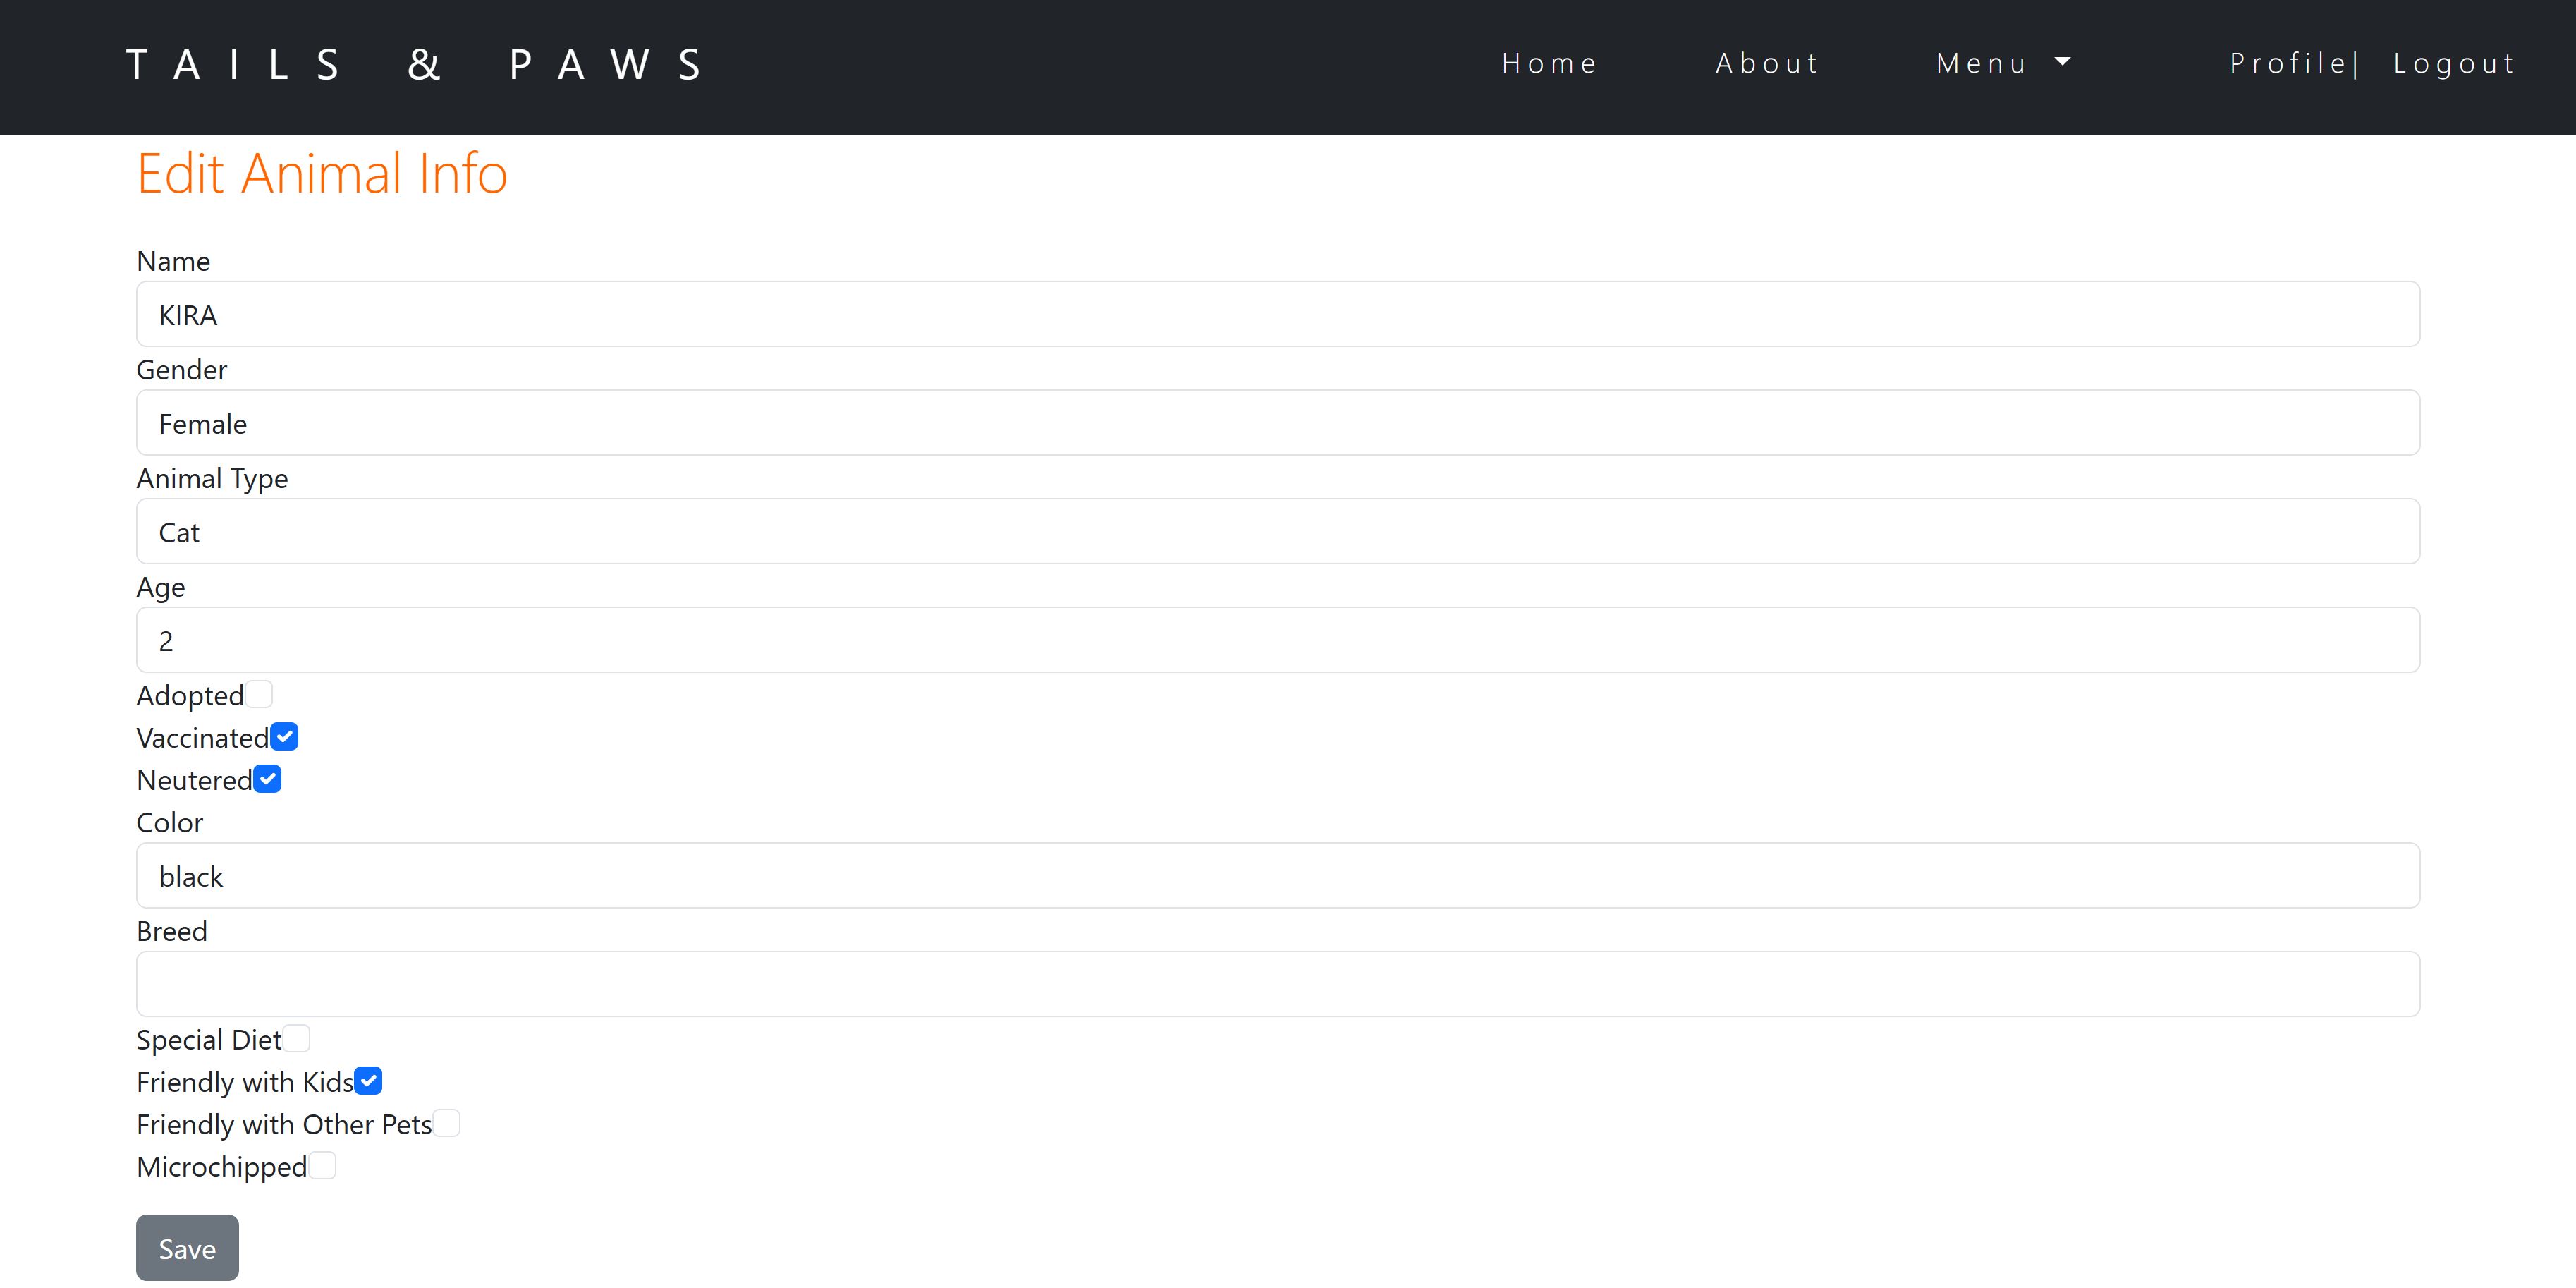 TAILS & PAWS Home About Menu Profile| Logout
Edit Animal Info
Name
KIRA
Gender
Female
Animal Type
Cat
Age
2
Adopted
Vaccinated
Neutered
Color
black
Breed
Special Diet
Friendly with Kids
Friendly with Other Pets
Microchipped
Save